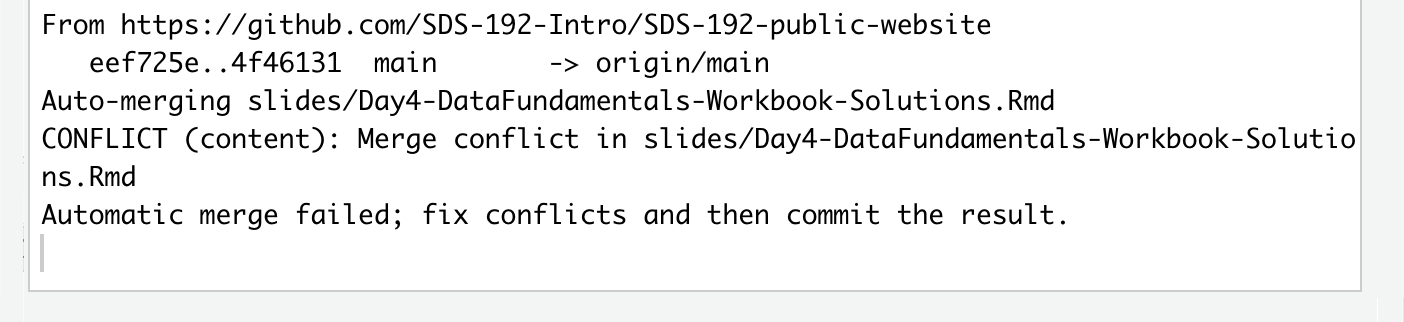 From https://github.com/SDS-192-Intro/SDS-192-public-website
   eef725e..4f46131  main       -> origin/main
Auto-merging slides/Day4-DataFundamentals-Workbook-Solutions.Rmd
CONFLICT (content): Merge conflict in slides/Day4-DataFundamentals-Workbook-Solutio
ns.Rmd
Automatic merge failed; fix conflicts and then commit the result.